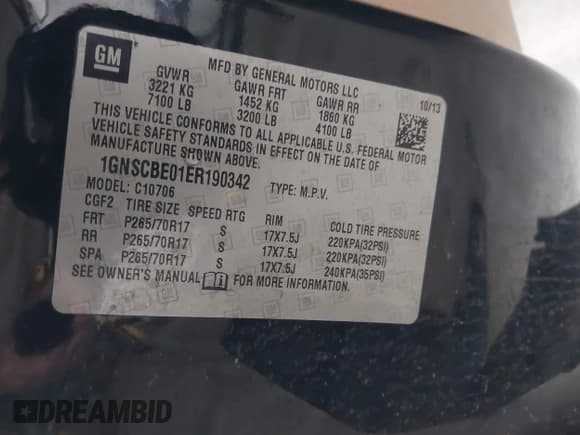 GM
MFD BY GENERAL MOTORS LLC
GVWR GAWR FRT GAWR RR 10/13
3221 KG 1452 KG 1860 KG
7100 LB 3200 LB 4100 LB
THIS VEHICLE CONFORMS TO ALL APPLICABLE U.S. FEDERAL MOTOR
VEHICLE SAFETY STANDARDS IN EFFECT ON THE DATE OF
MANUFACTURE SHOWN ABOVE.
1GNSCBE01ER190342
MODEL: C10706 TYPE: M.P.V.
CGF2 TIRE SIZE SPEED RTG RIM COLD TIRE PRESSURE
FRT P265/70R17 S 17X7.5J 220KPA(32PSI)
RR P265/70R17 S 17X7.5J 220KPA(32PSI)
SPA P265/70R17 S 17X7.5J 240KPA(35PSI)
SEE OWNER'S MANUAL FOR MORE INFORMATION.
DREAMBID